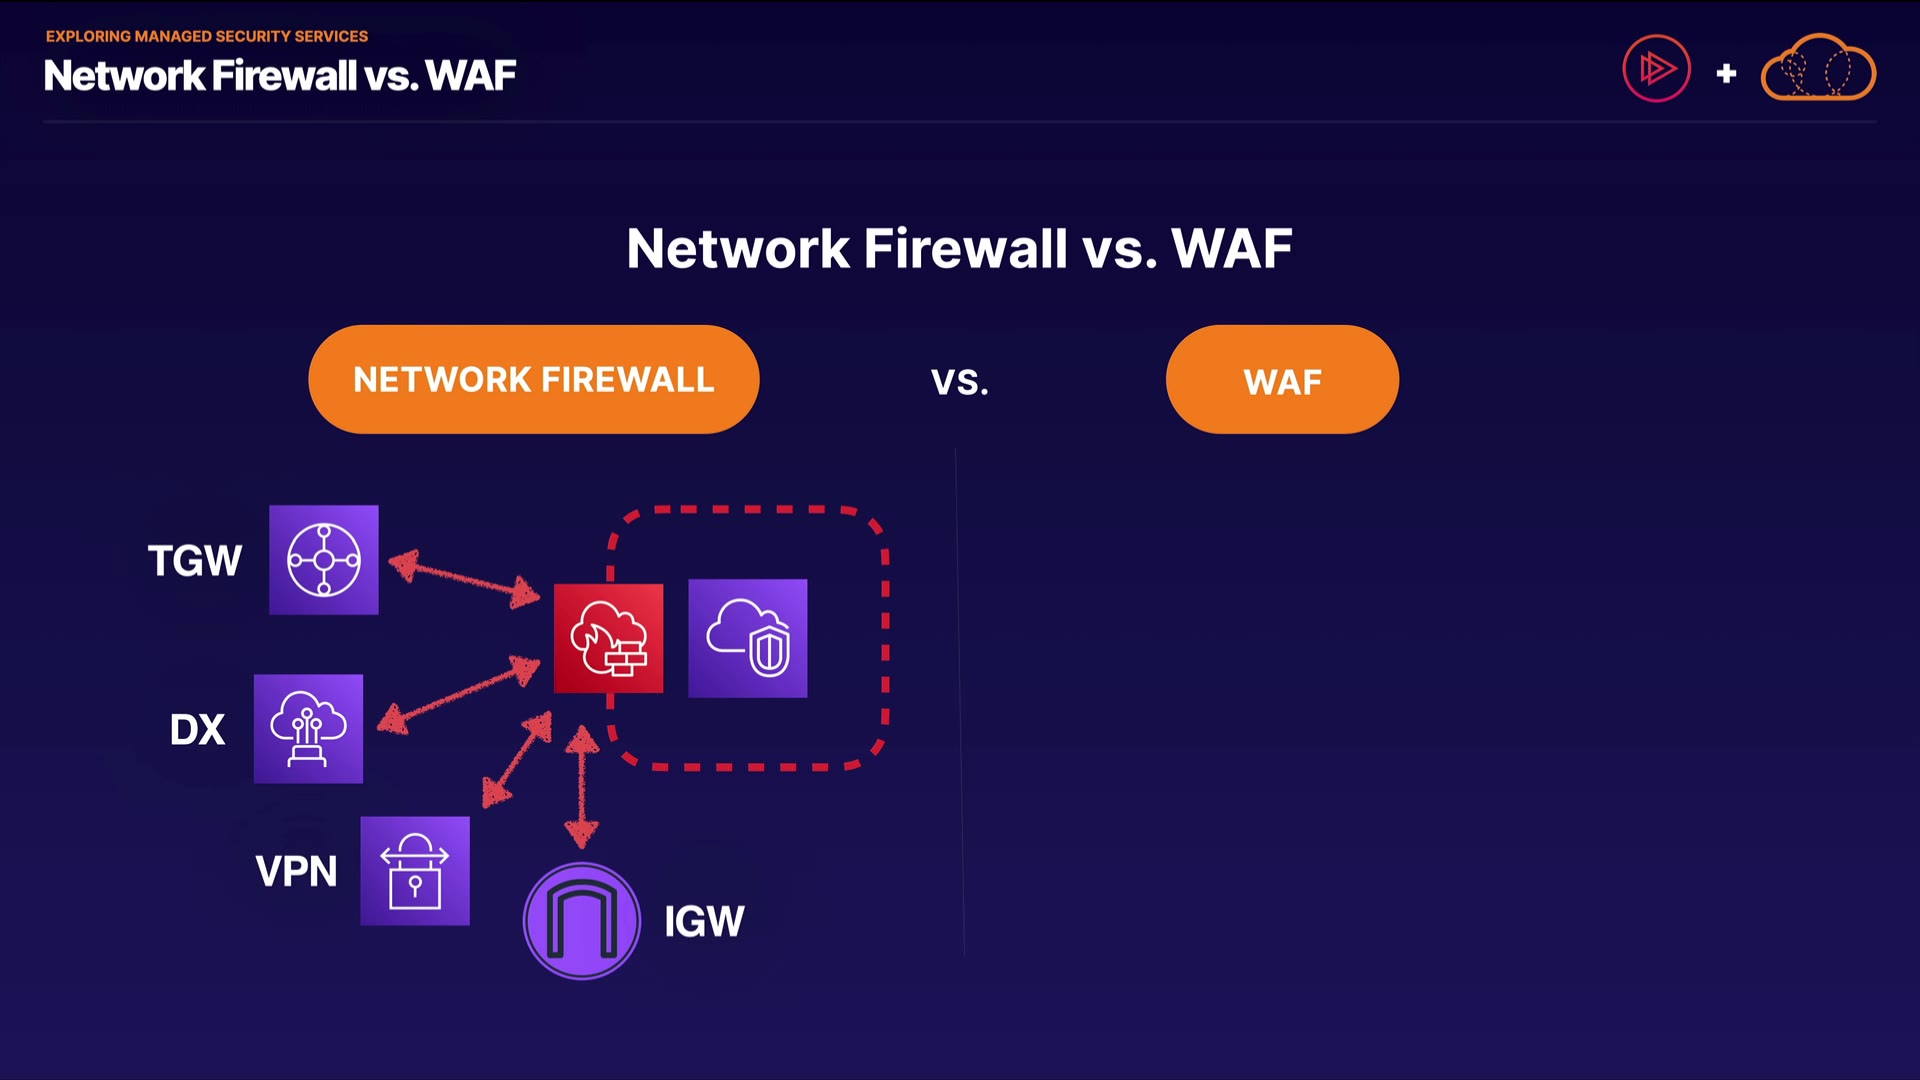 EXPLORING MANAGED SECURITY SERVICES
Network Firewall vs. WAF
Network Firewall vs. WAF
NETWORK FIREWALL
VS.
WAF
TGW
DX
VPN
IGW